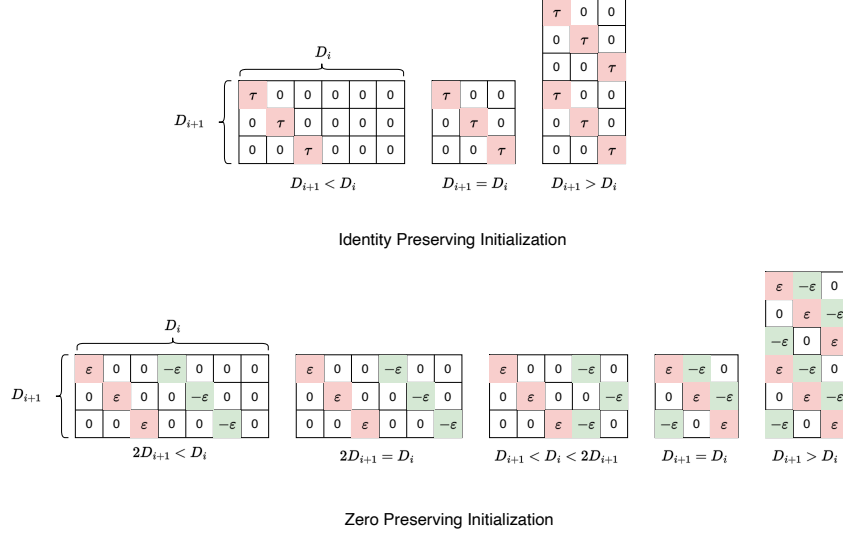 τ 0 0
0 τ 0
0 0 τ
D_i
τ 0 0 0 0 0 τ 0 0 τ 0 0
D_{i+1} 0 τ 0 0 0 0 0 τ 0 0 τ 0
0 0 τ 0 0 0 0 0 τ 0 0 τ
D_{i+1} < D_i D_{i+1} = D_i D_{i+1} > D_i
Identity Preserving Initialization
ε −ε 0
0 ε −ε
D_i
−ε 0 ε
ε 0 0 −ε 0 0 0 ε 0 0 −ε 0 0 ε 0 0 −ε 0 ε −ε 0 ε −ε 0
D_{i+1} 0 ε 0 0 −ε 0 0 0 ε 0 0 −ε 0 0 ε 0 0 −ε 0 ε −ε 0 ε −ε
0 0 ε 0 0 −ε 0 0 0 ε 0 0 −ε 0 0 ε −ε 0 −ε 0 ε −ε 0 ε
2D_{i+1} < D_i 2D_{i+1} = D_i D_{i+1} < D_i < 2D_{i+1} D_{i+1} = D_i D_{i+1} > D_i
Zero Preserving Initialization